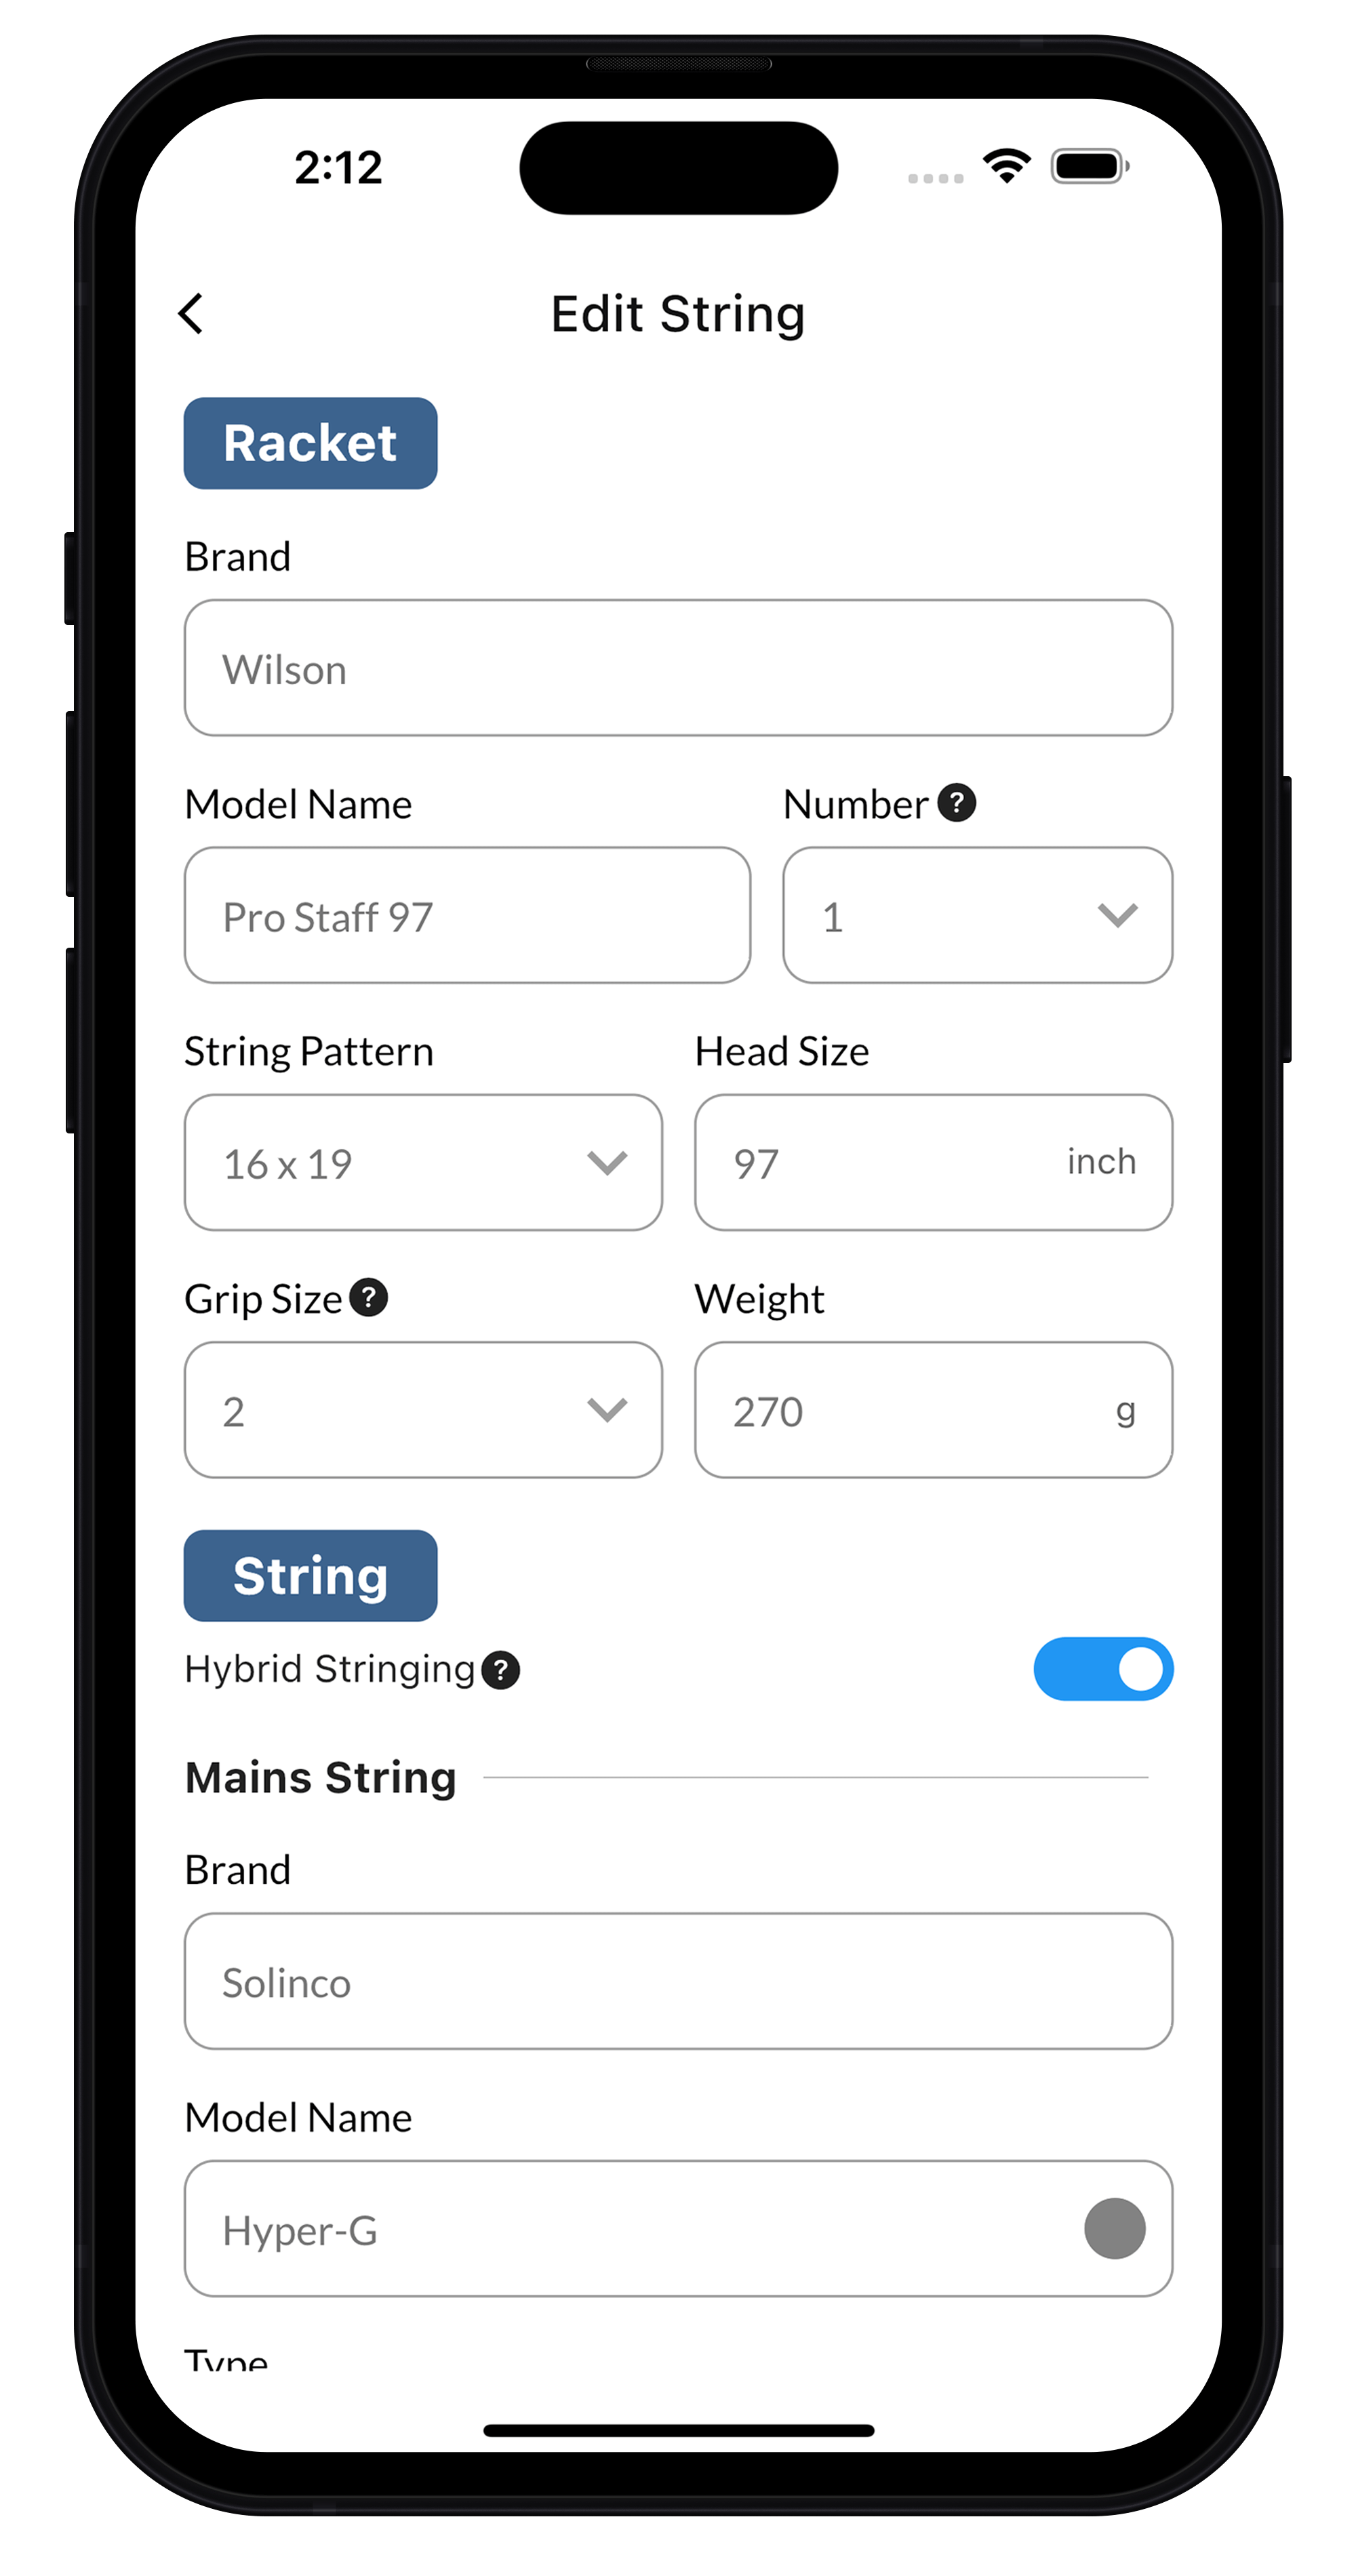 2:12
Edit String
Racket
Brand
Wilson
Model Name
Number ?
Pro Staff 97
1
String Pattern
Head Size
16 x 19
97 inch
Grip Size ?
Weight
2
270 g
String
Hybrid Stringing ?
Mains String
Brand
Solinco
Model Name
Hyper-G
Type